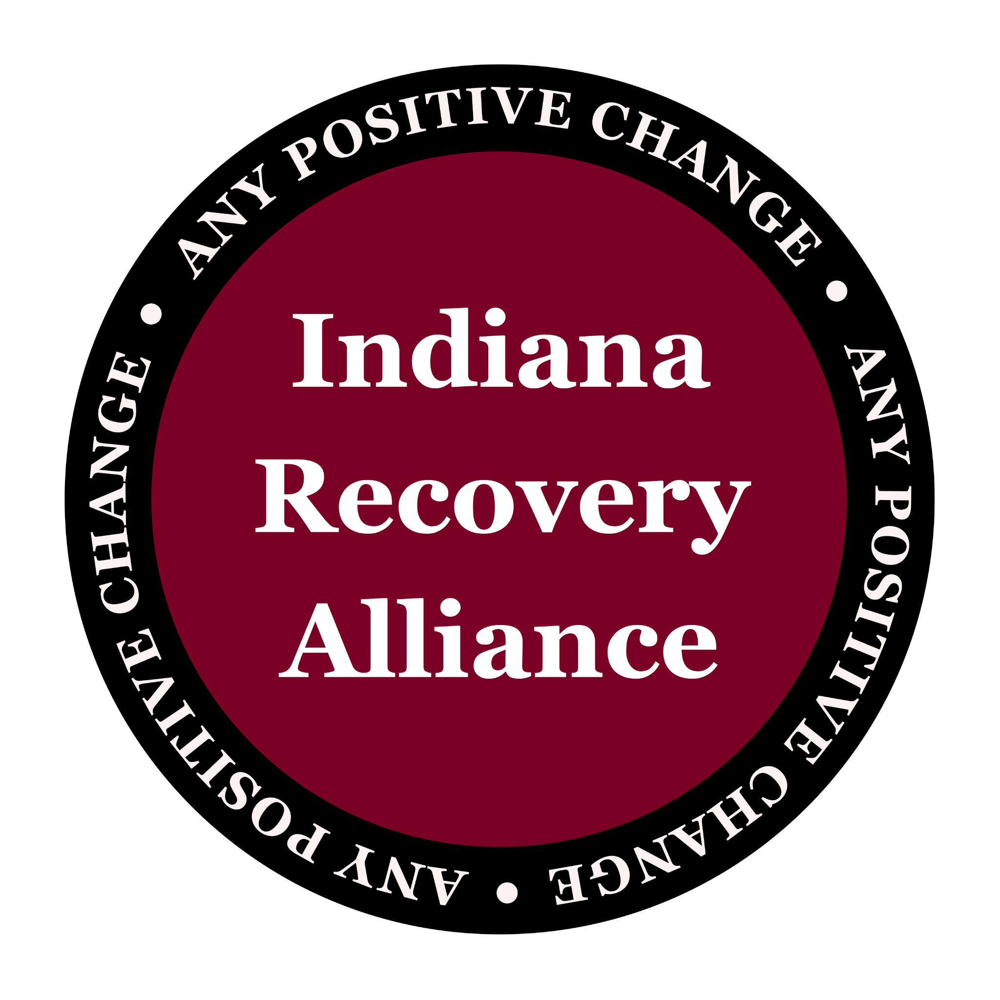 ANY POSITIVE CHANGE • ANY POSITIVE CHANGE • ANY POSITIVE CHANGE •
Indiana
Recovery
Alliance